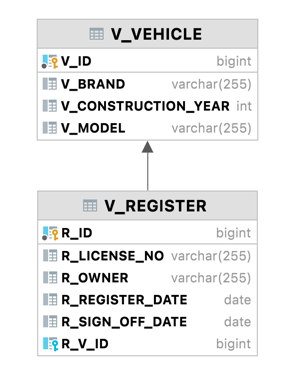 V_VEHICLE
V_ID bigint
V_BRAND varchar(255)
V_CONSTRUCTION_YEAR int
V_MODEL varchar(255)
V_REGISTER
R_ID bigint
R_LICENSE_NO varchar(255)
R_OWNER varchar(255)
R_REGISTER_DATE date
R_SIGN_OFF_DATE date
R_V_ID bigint